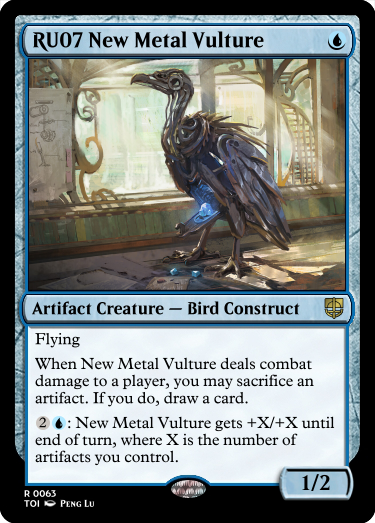 RU07 New Metal Vulture
Artifact Creature — Bird Construct
Flying
When New Metal Vulture deals combat
damage to a player, you may sacrifice an
artifact. If you do, draw a card.
2: New Metal Vulture gets +X/+X until
end of turn, where X is the number of
artifacts you control.
1/2
R 0063
TOI Peng Lu